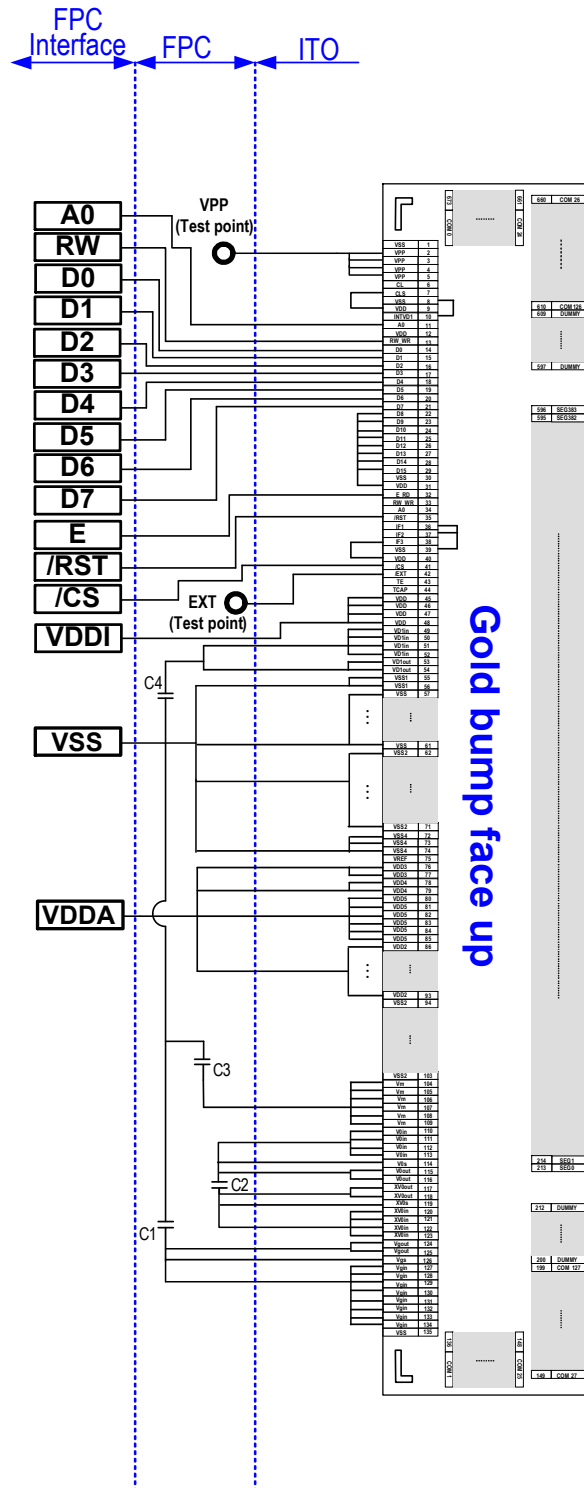 FPC
Interface
FPC
ITO
VPP
(Test point)
A0
RW
D0
D1
D2
D3
D4
D5
D6
D7
E
/RST
/CS
VDDI
VSS
VDDA
EXT
(Test point)
C4
C3
C2
C1
Gold bump face up
VSS 1
VPP 2
VPP 3
VPP 4
VPP 5
CL 6
CLS 7
VSS 8
VDD 9
INTVD1 10
A0 11
VDD 12
RW_WR 13
D0 14
D1 15
D2 16
D3 17
D4 18
D5 19
D6 20
D7 21
D8 22
D9 23
D10 24
D11 25
D12 26
D13 27
D14 28
D15 29
VSS 30
VDD 31
E_RD 32
RW_WR 33
A0 34
/RST 35
IF1 36
IF2 37
IF3 38
VSS 39
VDD 40
/CS 41
/EXT 42
TE 43
TCAP 44
VDD 45
VDD 46
VDD 47
VDD 48
VD1in 49
VD1in 50
VD1in 51
VD1in 52
VD1out 53
VD1out 54
VSS1 55
VSS1 56
VSS 57
VSS 61
VSS2 62
VSS2 71
VSS4 72
VSS4 73
VSS4 74
VREF 75
VDD3 76
VDD3 77
VDD4 78
VDD4 79
VDD5 80
VDD5 81
VDD5 82
VDD5 83
VDD5 84
VDD5 85
VDD2 86
VDD2 93
VSS2 94
VSS2 103
Vm 104
Vm 105
Vm 106
Vm 107
Vm 108
Vm 109
V0in 110
V0in 111
V0in 112
V0in 113
V0s 114
V0out 115
V0out 116
XV0out 117
XV0out 118
XV0s 119
XV0in 120
XV0in 121
XV0in 122
XV0in 123
Vgout 124
Vgout 125
Vgs 126
Vgin 127
Vgin 128
Vgin 129
Vgin 130
Vgin 131
Vgin 132
Vgin 133
Vgin 134
VSS 135
673 COM 0
661 COM 24
660 COM 26
610 COM 126
609 DUMMY
597 DUMMY
596 SEG383
595 SEG382
214 SEG1
213 SEG0
212 DUMMY
200 DUMMY
199 COM 127
136 COM 1
148 COM 25
149 COM 27